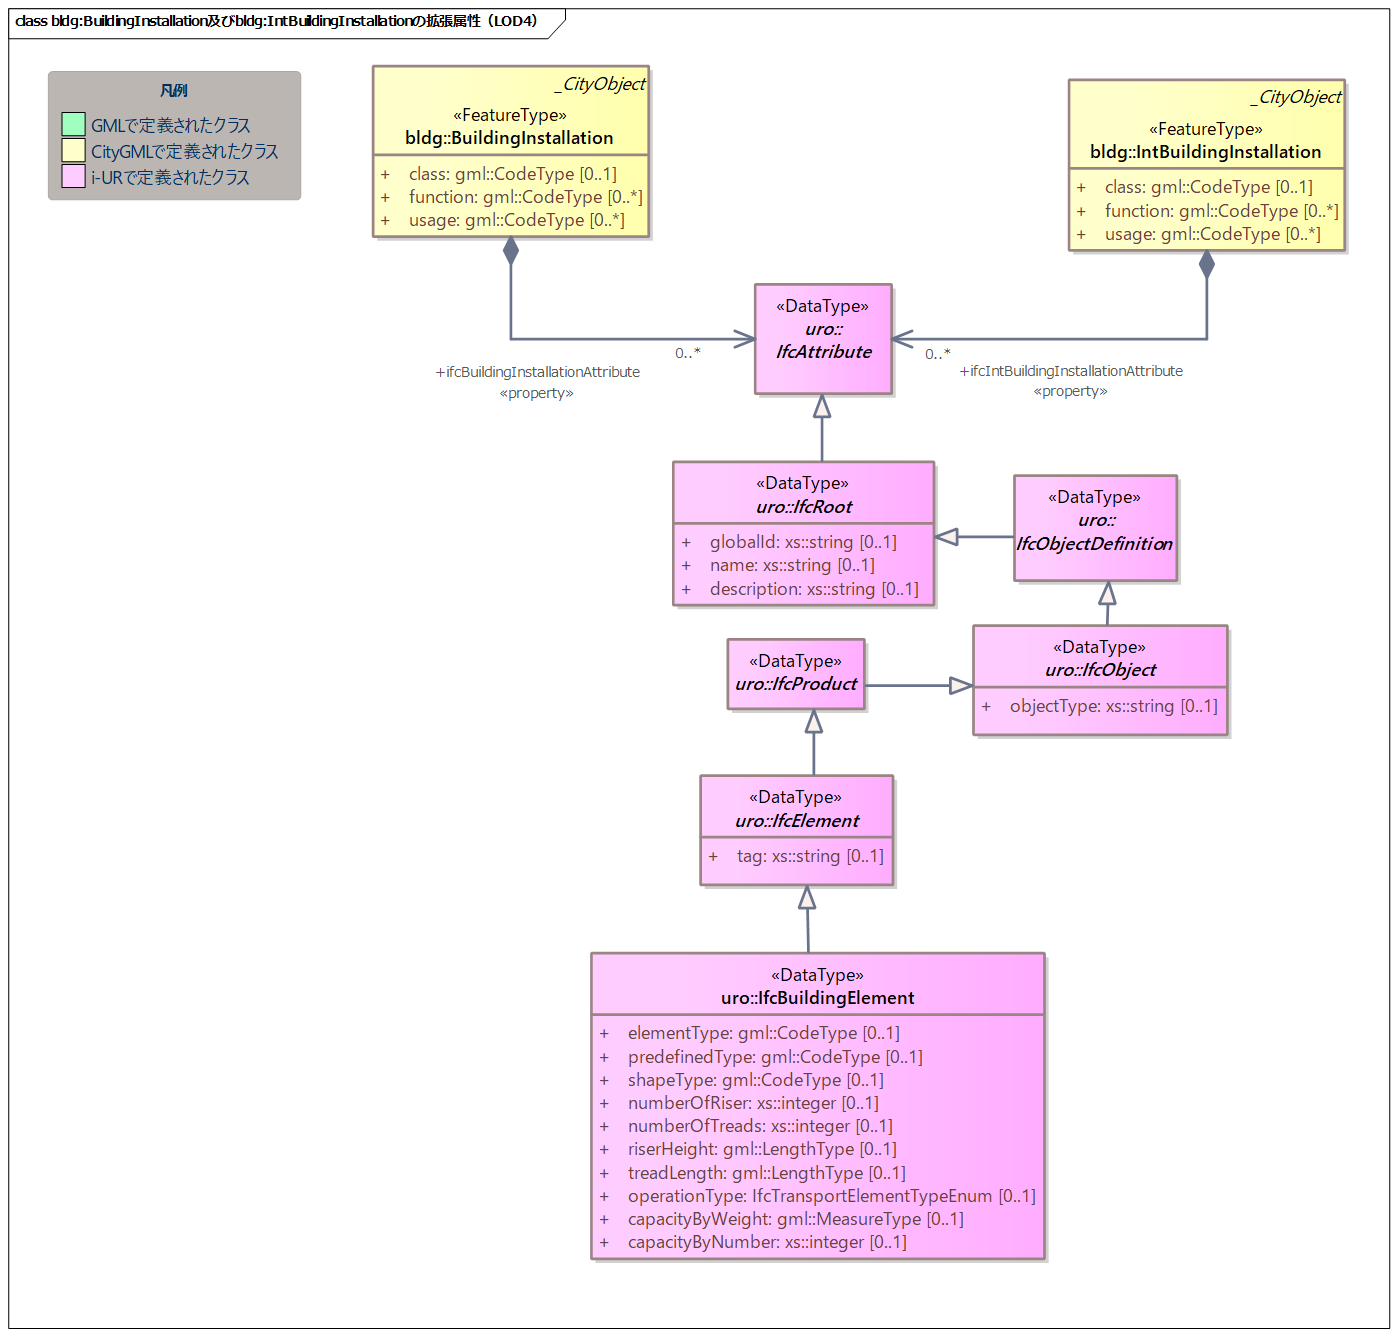 class bldg:BuildingInstallation及びbldg:IntBuildingInstallationの拡張属性（LOD4）
凡例
GMLで定義されたクラス
CityGMLで定義されたクラス
i-URで定義されたクラス
_CityObject
«FeatureType»
bldg::BuildingInstallation
+ class: gml::CodeType [0..1]
+ function: gml::CodeType [0..*]
+ usage: gml::CodeType [0..*]
_CityObject
«FeatureType»
bldg::IntBuildingInstallation
+ class: gml::CodeType [0..1]
+ function: gml::CodeType [0..*]
+ usage: gml::CodeType [0..*]
«DataType»
uro::
IfcAttribute
0..*
+ifcBuildingInstallationAttribute
«property»
0..*
+ifcIntBuildingInstallationAttribute
«property»
«DataType»
uro::IfcRoot
+ globalId: xs::string [0..1]
+ name: xs::string [0..1]
+ description: xs::string [0..1]
«DataType»
uro::
IfcObjectDefinition
«DataType»
uro::IfcObject
+ objectType: xs::string [0..1]
«DataType»
uro::IfcProduct
«DataType»
uro::IfcElement
+ tag: xs::string [0..1]
«DataType»
uro::IfcBuildingElement
+ elementType: gml::CodeType [0..1]
+ predefinedType: gml::CodeType [0..1]
+ shapeType: gml::CodeType [0..1]
+ numberOfRiser: xs::integer [0..1]
+ numberOfTreads: xs::integer [0..1]
+ riserHeight: gml::LengthType [0..1]
+ treadLength: gml::LengthType [0..1]
+ operationType: IfcTransportElementTypeEnum [0..1]
+ capacityByWeight: gml::MeasureType [0..1]
+ capacityByNumber: xs::integer [0..1]